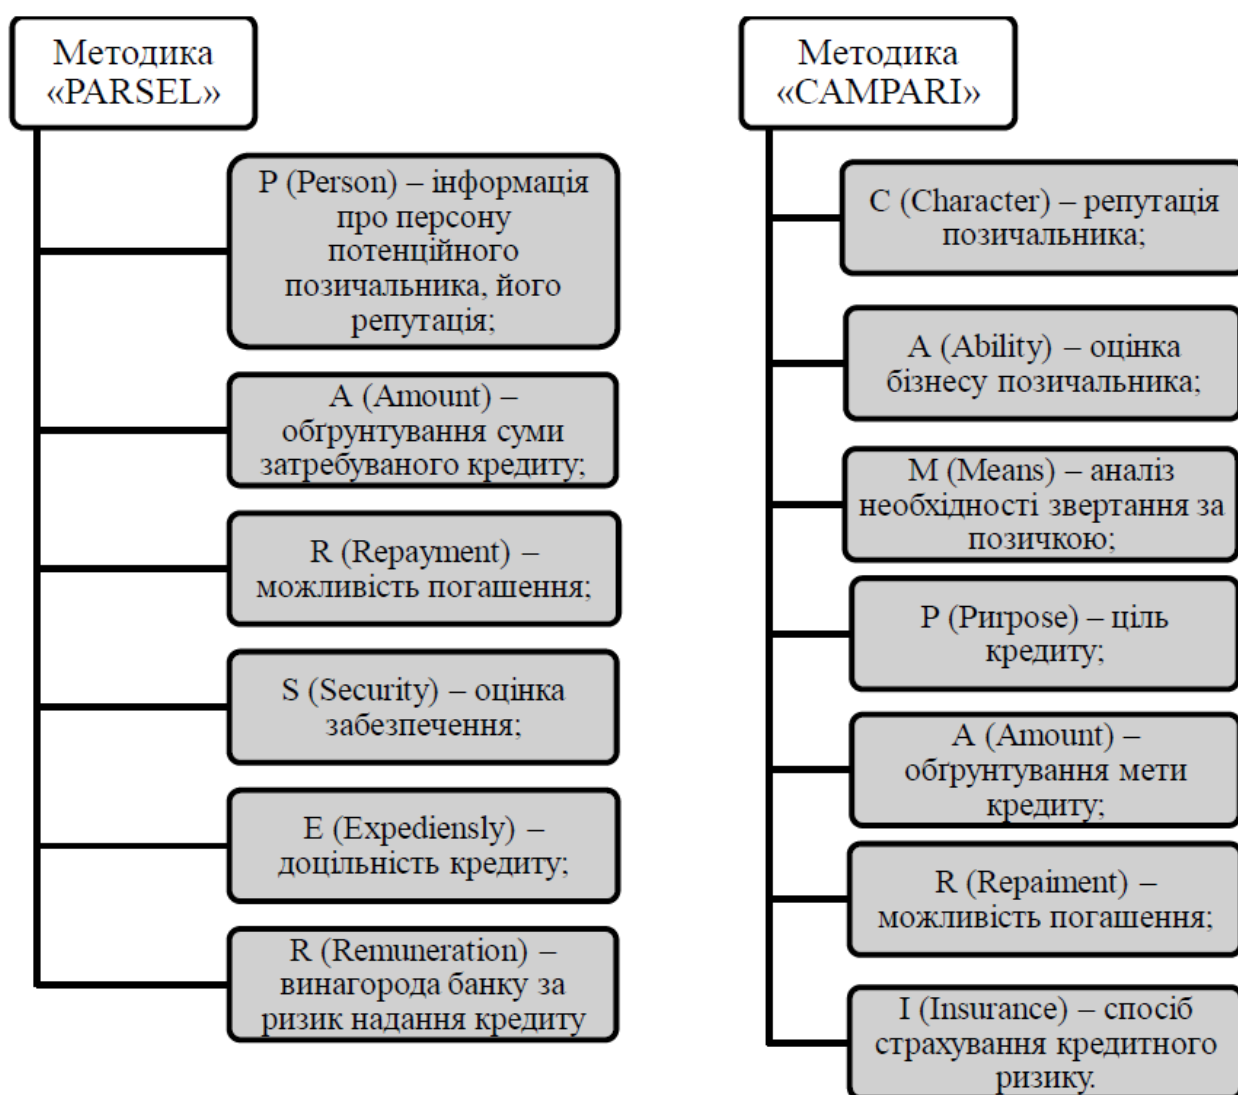 Методика
«PARSEL»
P (Person) – інформація
про персону
потенційного
позичальника, його
репутація;
A (Amount) –
обґрунтування суми
затребуваного кредиту;
R (Repayment) –
можливість погашення;
S (Security) – оцінка
забезпечення;
E (Expediensly) –
доцільність кредиту;
R (Remuneration) –
винагорода банку за
ризик надання кредиту
Методика
«CAMPARI»
C (Character) – репутація
позичальника;
A (Ability) – оцінка
бізнесу позичальника;
M (Means) – аналіз
необхідності звертання за
позичкою;
P (Рurpose) – ціль
кредиту;
A (Amount) –
обґрунтування мети
кредиту;
R (Repaiment) –
можливість погашення;
I (Insurance) – спосіб
страхування кредитного
ризику.